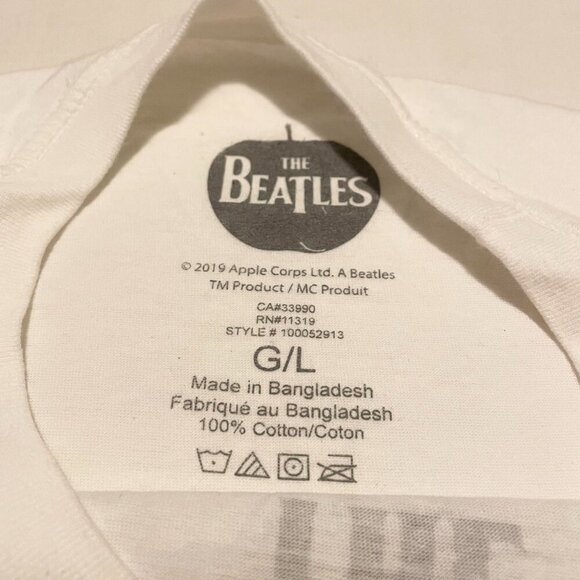 THE
BEATLES
© 2019 Apple Corps Ltd. A Beatles
TM Product / MC Produit
CA#33990
RN#11319
STYLE # 100052913
G/L
Made in Bangladesh
Fabriqué au Bangladesh
100% Cotton/Coton